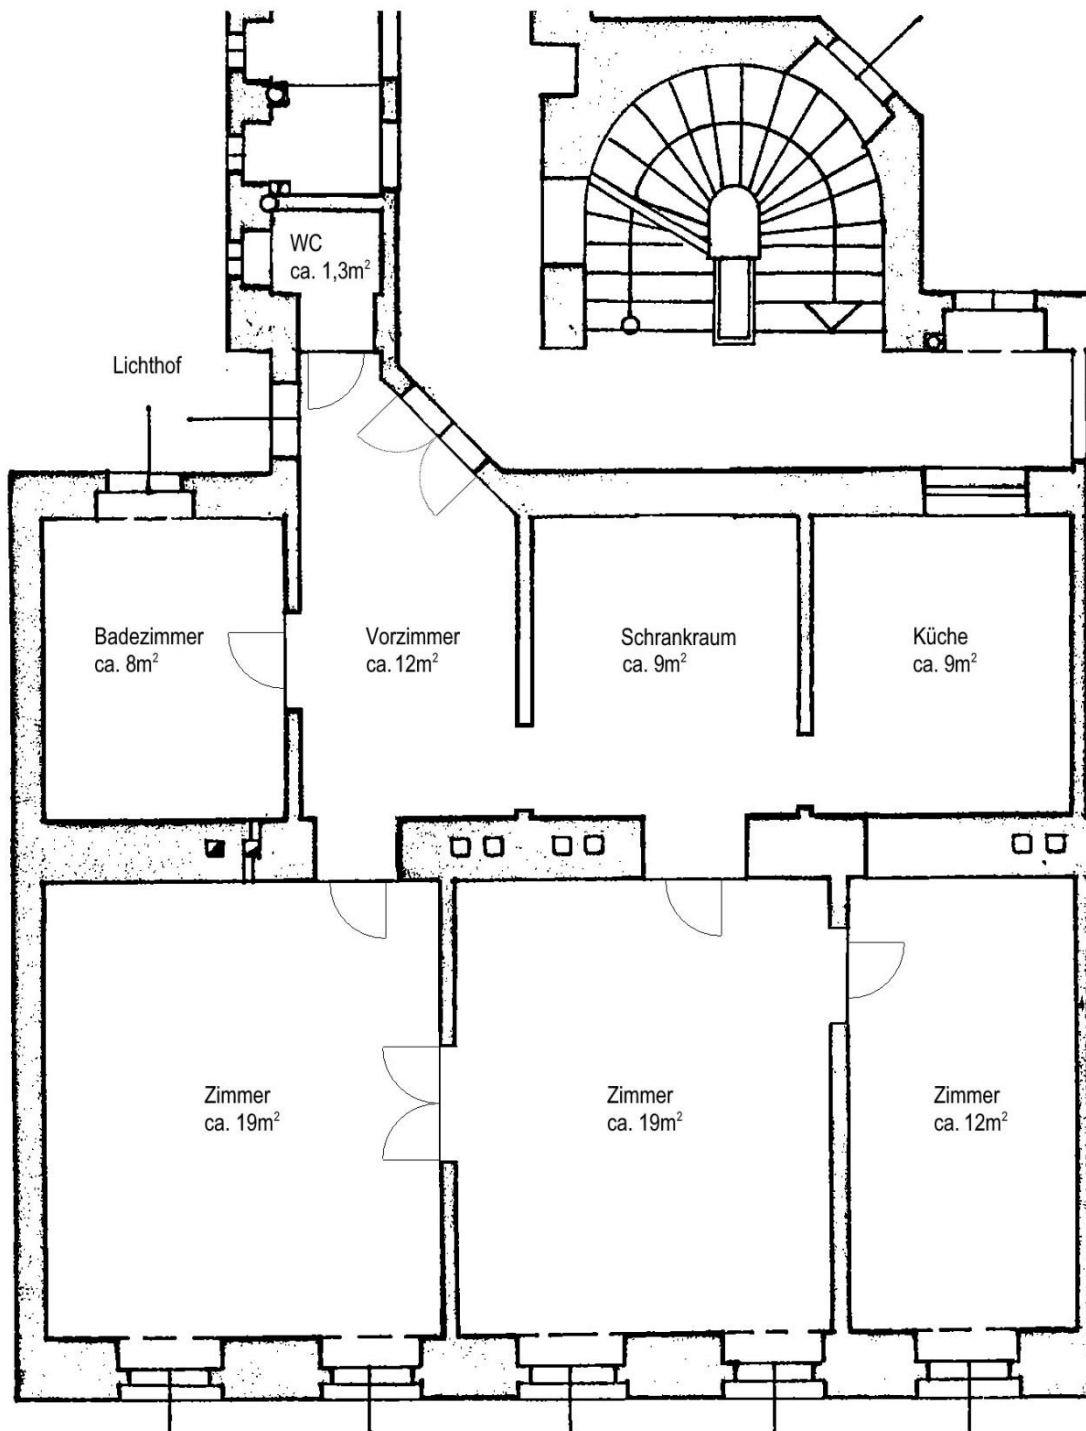 WC
ca. 1,3m²
Lichthof
Badezimmer
ca. 8m²
Vorzimmer
ca. 12m²
Schrankraum
ca. 9m²
Küche
ca. 9m²
Zimmer
ca. 19m²
Zimmer
ca. 19m²
Zimmer
ca. 12m²